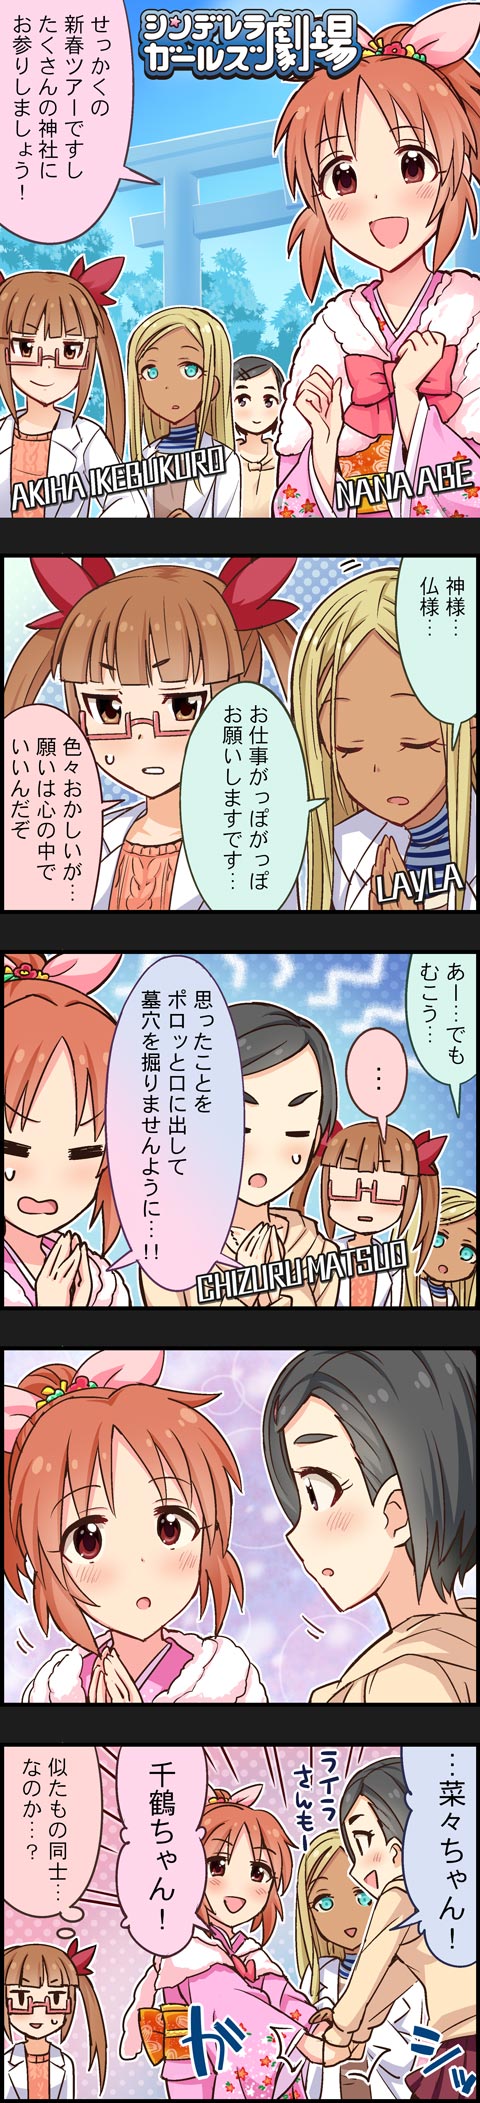 シンデレラ
ガールズ劇場
せっかくの
新春ツアーですし
たくさんの神社に
お参りしましょう！
AKIHA IKEBUKURO
NANA ABE
神様…
仏様…
お仕事がっぽがっぽ
お願いしますです…
色々おかしいが…
願いは心の中で
いいんだぞ
LAYLA
あー…でも
むこう…
…
思ったことを
ポロッと口に出して
墓穴を掘りませんように…!!
CHIZURU MATSUO
…菜々ちゃん！
ライラ
さんもー
千鶴ちゃん！
似たもの同士…
なのか…？
ガシッ